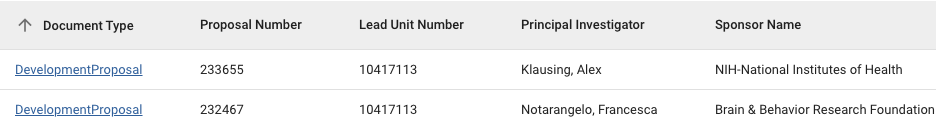 Document Type Proposal Number Lead Unit Number Principal Investigator Sponsor Name
DevelopmentProposal 233655 10417113 Klausing, Alex NIH-National Institutes of Health
DevelopmentProposal 232467 10417113 Notarangelo, Francesca Brain & Behavior Research Foundation